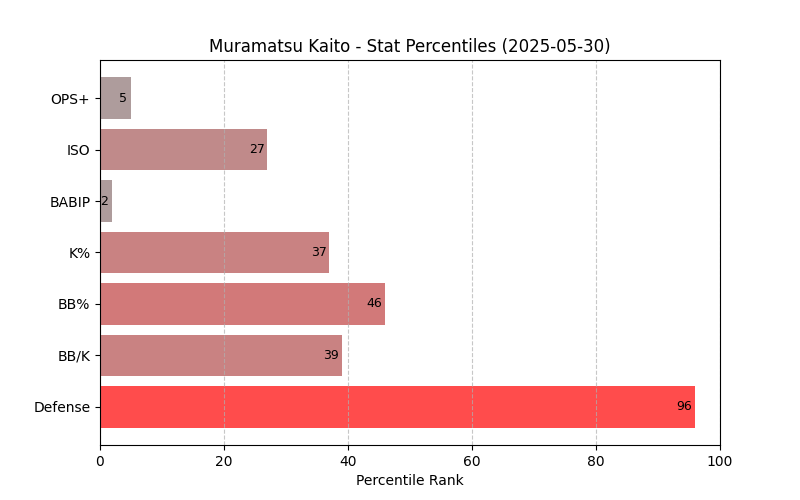 Muramatsu Kaito - Stat Percentiles (2025-05-30)
OPS+ 5
ISO 27
BABIP 2
K% 37
BB% 46
BB/K 39
Defense 96
0 20 40 60 80 100
Percentile Rank